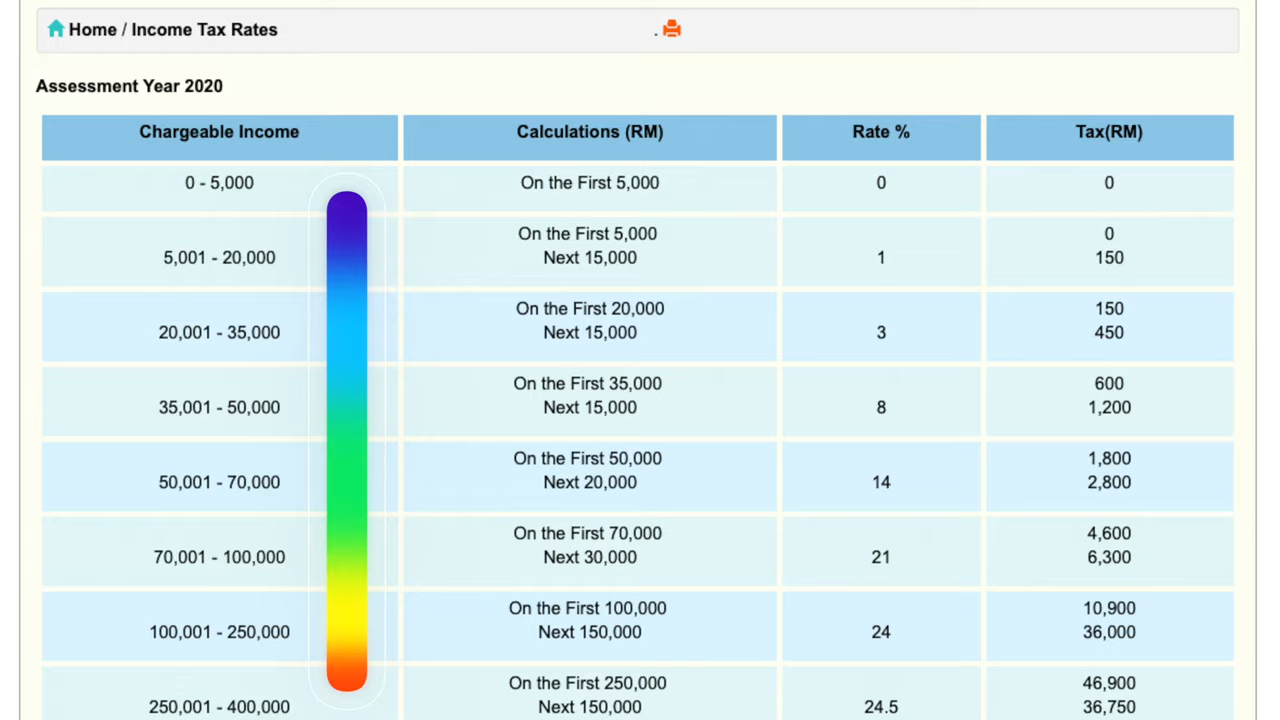 Home / Income Tax Rates
.
Assessment Year 2020
Chargeable Income Calculations (RM) Rate % Tax(RM)
0 - 5,000 On the First 5,000 0 0
On the First 5,000 0
5,001 - 20,000 Next 15,000 1 150
On the First 20,000 150
20,001 - 35,000 Next 15,000 3 450
On the First 35,000 600
35,001 - 50,000 Next 15,000 8 1,200
On the First 50,000 1,800
50,001 - 70,000 Next 20,000 14 2,800
On the First 70,000 4,600
70,001 - 100,000 Next 30,000 21 6,300
On the First 100,000 10,900
100,001 - 250,000 Next 150,000 24 36,000
On the First 250,000 46,900
250,001 - 400,000 Next 150,000 24.5 36,750